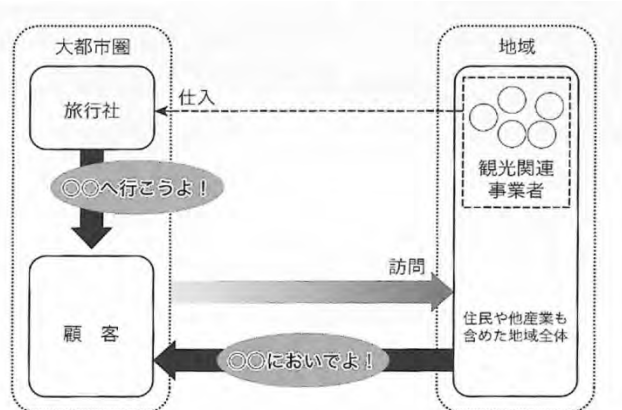 大都市圏
地域
旅行社
仕入
観光関連
事業者
○○へ行こうよ！
訪問
顧　客
住民や他産業も
含めた地域全体
○○においでよ！